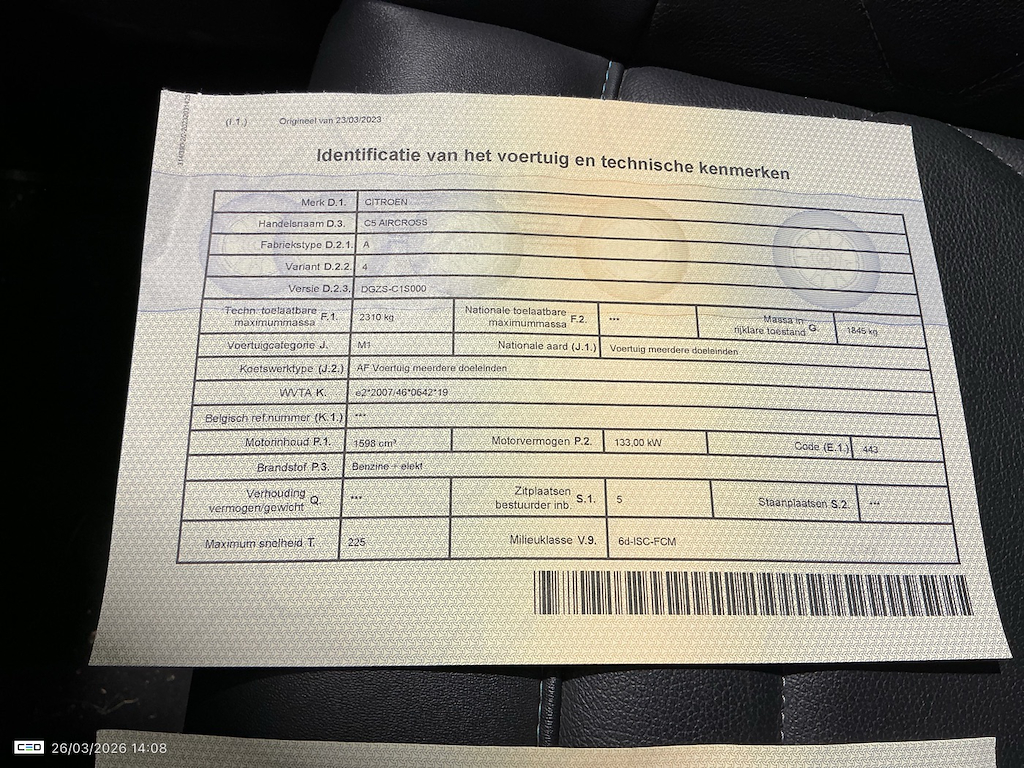 (I.1.) Origineel van 23/03/2023
Identificatie van het voertuig en technische kenmerken
Merk D.1. CITROEN
Handelsnaam D.3. C5 AIRCROSS
Fabriekstype D.2.1. A
Variant D.2.2. 4
Versie D.2.3. DGZS-C1S000
Techn. toelaatbare maximummassa F.1. 2310 kg Nationale toelaatbare maximummassa F.2. *** Massa in rijklare toestand G. 1845 kg
Voertuigcategorie J. M1 Nationale aard (J.1.) Voertuig meerdere doeleinden
Koetswerktype (J.2.) AF Voertuig meerdere doeleinden
WVTA K. e2*2007/46*0642*19
Belgisch ref.nummer (K.1.) ***
Motorinhoud P.1. 1598 cm³ Motorvermogen P.2. 133,00 kW Code (E.1.) 443
Brandstof P.3. Benzine + elekt
Verhouding vermogen/gewicht Q. *** Zitplaatsen bestuurder inb. S.1. 5 Staanplaatsen S.2. ***
Maximum snelheid T. 225 Milieuklasse V.9. 6d-ISC-FCM
26/03/2026 14:08